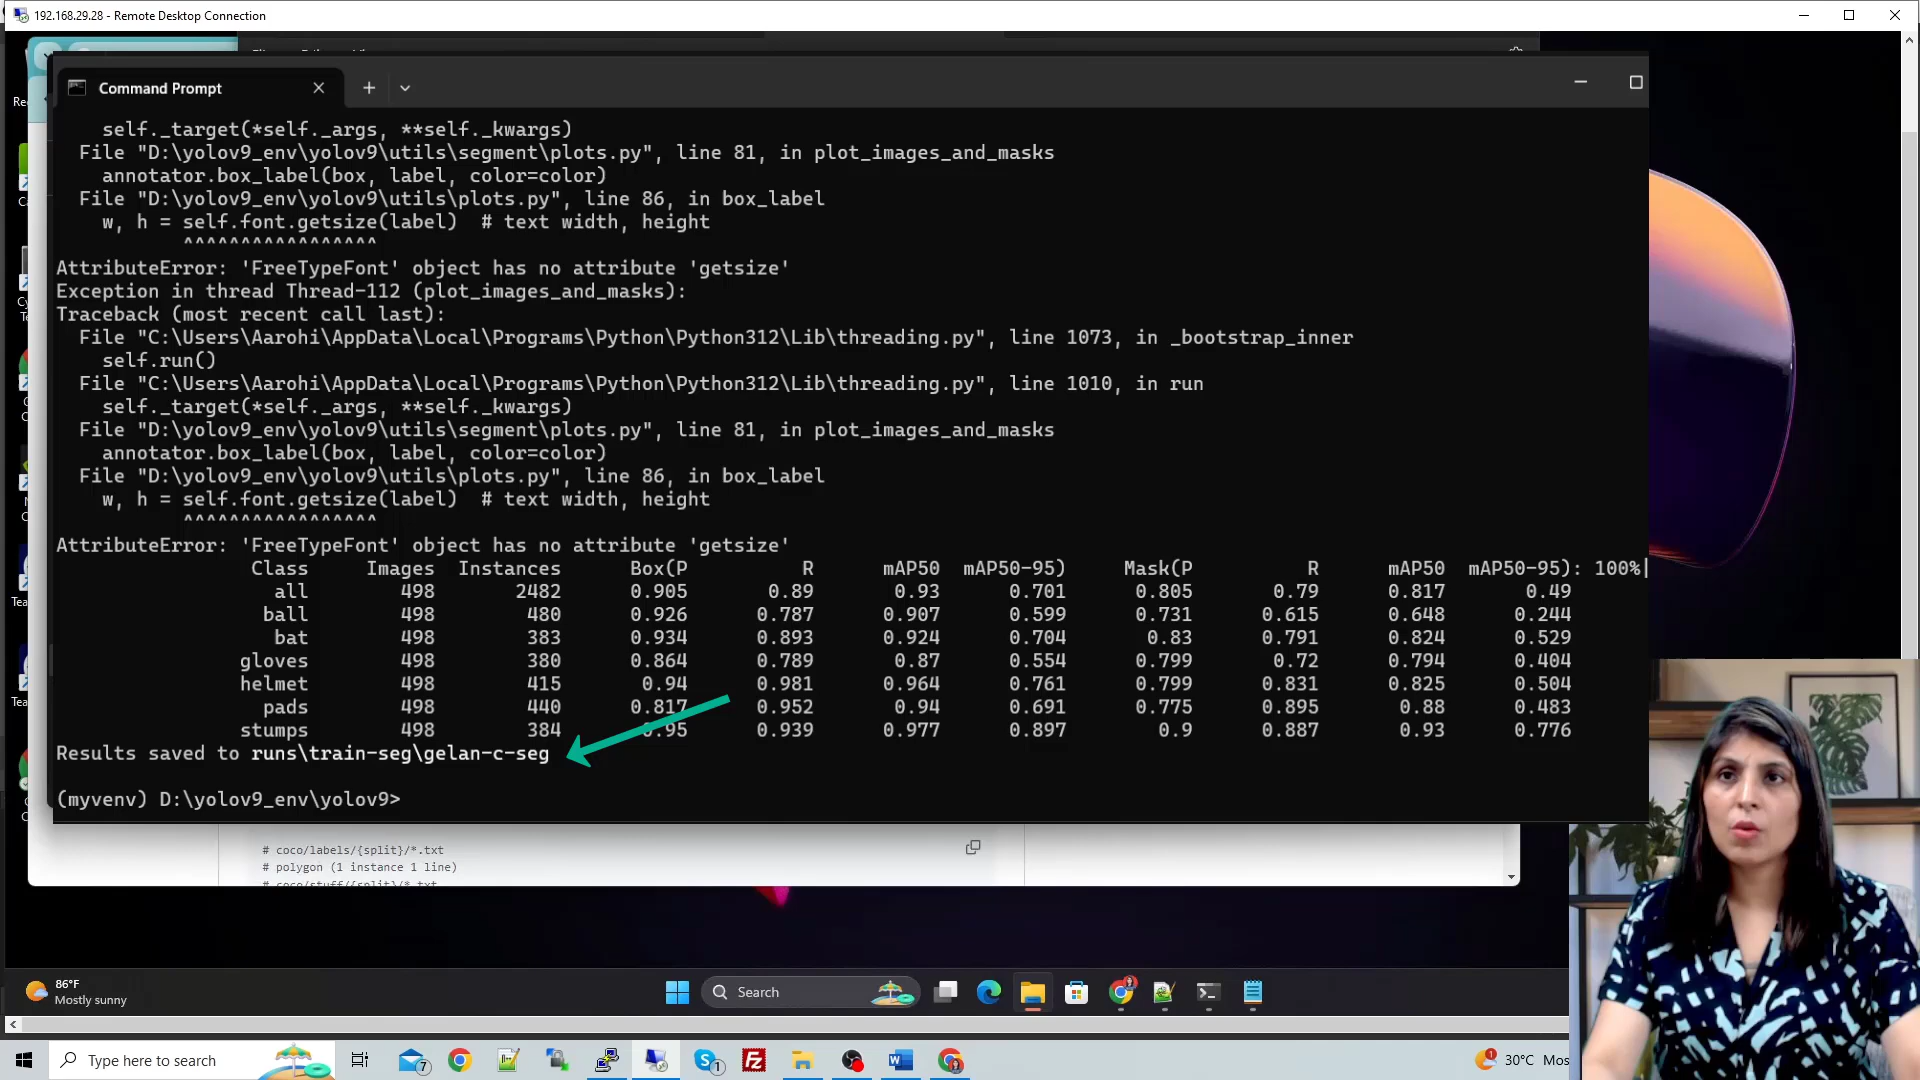 192.168.29.28 - Remote Desktop Connection
Command Prompt
self._target(*self._args, **self._kwargs)
File "D:\yolov9_env\yolov9\utils\segment\plots.py", line 81, in plot_images_and_masks
annotator.box_label(box, label, color=color)
File "D:\yolov9_env\yolov9\utils\plots.py", line 86, in box_label
w, h = self.font.getsize(label)  # text width, height
^^^^^^^^^^^^^^^^^
AttributeError: 'FreeTypeFont' object has no attribute 'getsize'
Exception in thread Thread-112 (plot_images_and_masks):
Traceback (most recent call last):
File "C:\Users\Aarohi\AppData\Local\Programs\Python\Python312\Lib\threading.py", line 1073, in _bootstrap_inner
self.run()
File "C:\Users\Aarohi\AppData\Local\Programs\Python\Python312\Lib\threading.py", line 1010, in run
self._target(*self._args, **self._kwargs)
File "D:\yolov9_env\yolov9\utils\segment\plots.py", line 81, in plot_images_and_masks
annotator.box_label(box, label, color=color)
File "D:\yolov9_env\yolov9\utils\plots.py", line 86, in box_label
w, h = self.font.getsize(label)  # text width, height
^^^^^^^^^^^^^^^^^
AttributeError: 'FreeTypeFont' object has no attribute 'getsize'
Class Images Instances Box(P R mAP50 mAP50-95) Mask(P R mAP50 mAP50-95): 100%|
all 498 2482 0.905 0.89 0.93 0.701 0.805 0.79 0.817 0.49
ball 498 480 0.926 0.787 0.907 0.599 0.731 0.615 0.648 0.244
bat 498 383 0.934 0.893 0.924 0.704 0.83 0.791 0.824 0.529
gloves 498 380 0.864 0.789 0.87 0.554 0.799 0.72 0.794 0.404
helmet 498 415 0.94 0.981 0.964 0.761 0.799 0.831 0.825 0.504
pads 498 440 0.817 0.952 0.94 0.691 0.775 0.895 0.88 0.483
stumps 498 384 0.95 0.939 0.977 0.897 0.9 0.887 0.93 0.776
Results saved to runs\train-seg\gelan-c-seg
(myvenv) D:\yolov9_env\yolov9>
# coco/labels/{split}/*.txt
# polygon (1 instance 1 line)
# coco/stuff/{split}/*.txt
86°F
Mostly sunny
Search
Type here to search
7
1
1
30°C Mos